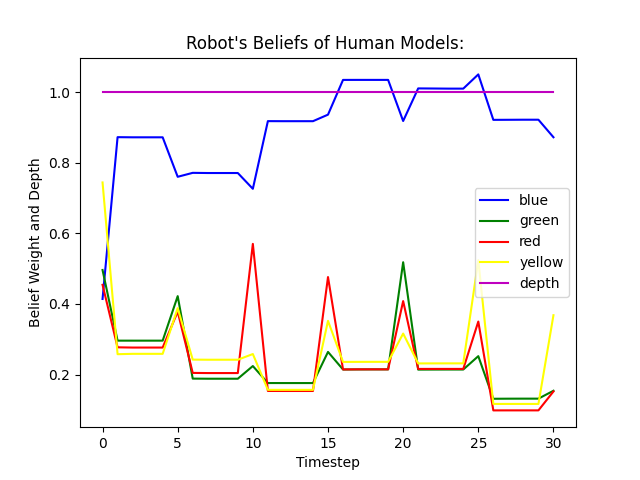 Robot's Beliefs of Human Models:
Belief Weight and Depth
1.0
0.8
0.6
0.4
0.2
0
5
10
15
20
25
30
Timestep
blue
green
red
yellow
depth